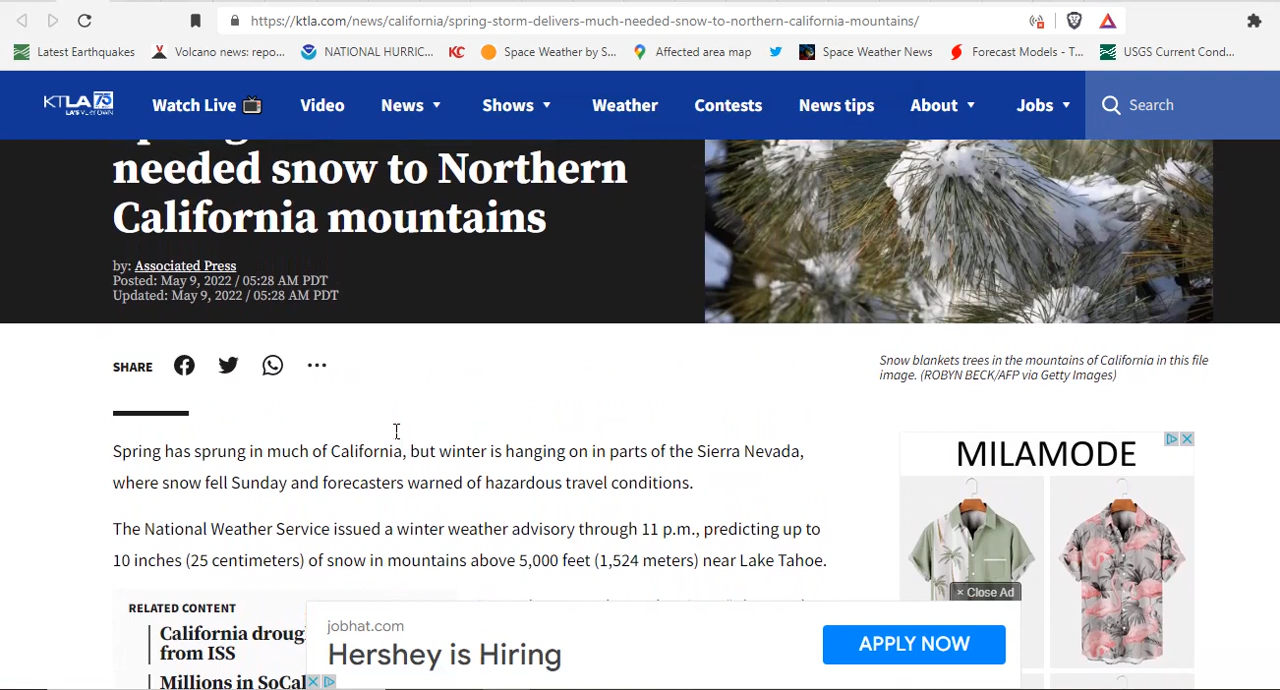 https://ktla.com/news/california/spring-storm-delivers-much-needed-snow-to-northern-california-mountains/
Latest Earthquakes
Volcano news: repo...
NATIONAL HURRIC...
KC
Space Weather by S...
Affected area map
Space Weather News
Forecast Models - T...
USGS Current Cond...
KTLA 75
Watch Live
Video
News
Shows
Weather
Contests
News tips
About
Jobs
Search
needed snow to Northern
California mountains
by: Associated Press
Posted: May 9, 2022 / 05:28 AM PDT
Updated: May 9, 2022 / 05:28 AM PDT
SHARE
Snow blankets trees in the mountains of California in this file
image. (ROBYN BECK/AFP via Getty Images)
Spring has sprung in much of California, but winter is hanging on in parts of the Sierra Nevada,
where snow fell Sunday and forecasters warned of hazardous travel conditions.
The National Weather Service issued a winter weather advisory through 11 p.m., predicting up to
10 inches (25 centimeters) of snow in mountains above 5,000 feet (1,524 meters) near Lake Tahoe.
MILAMODE
× Close Ad
RELATED CONTENT
California droug
from ISS
Millions in SoCal
jobhat.com
Hershey is Hiring
APPLY NOW